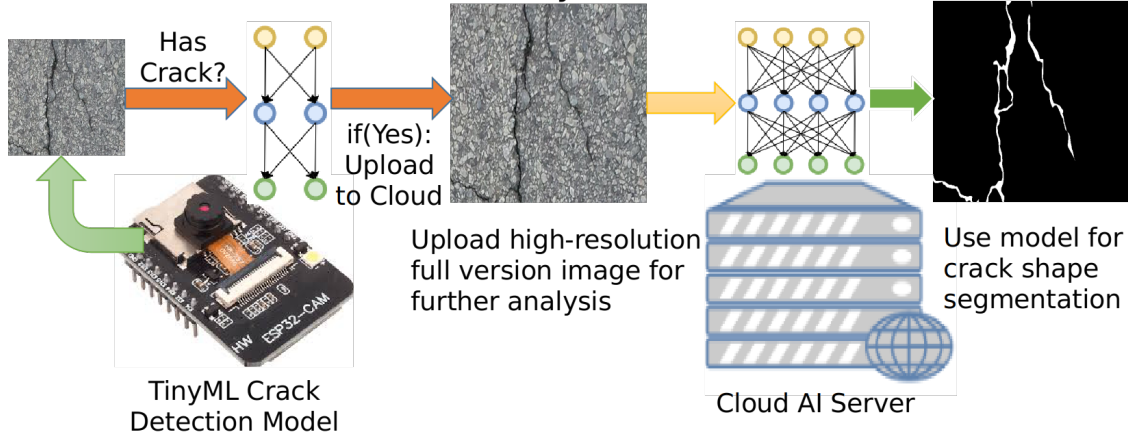 Has
Crack?
if(Yes):
Upload
to Cloud
Upload high-resolution
full version image for
further analysis
Use model for
crack shape
segmentation
HW ESP32-CAM
TinyML Crack
Detection Model
Cloud AI Server